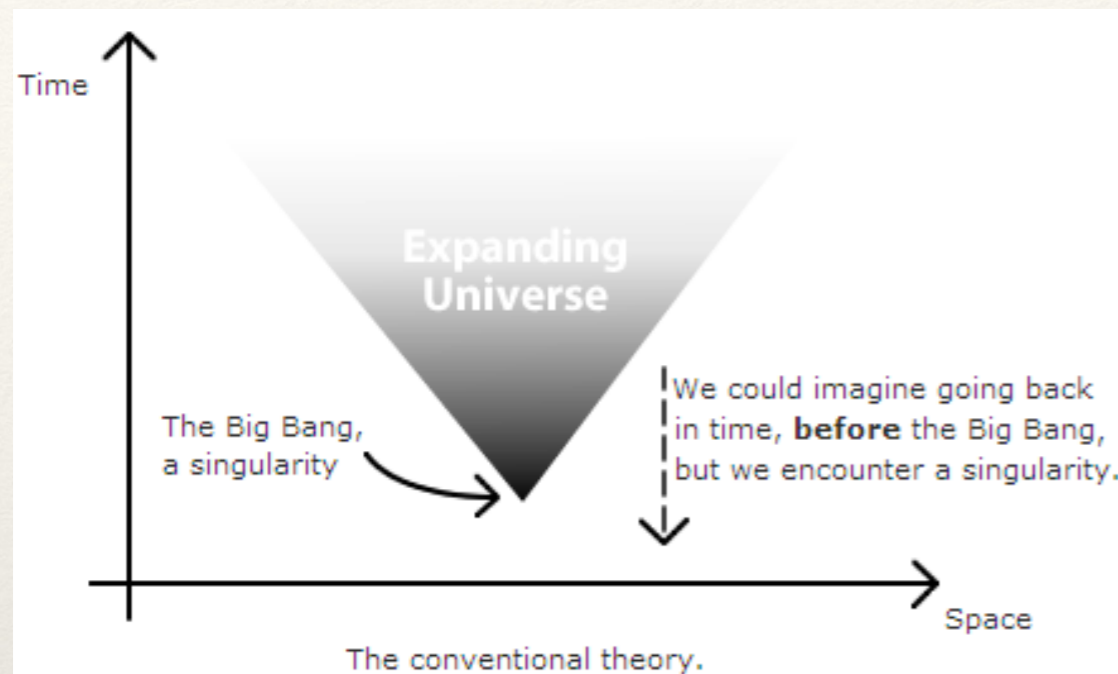 Time
Expanding
Universe
We could imagine going back
in time, before the Big Bang,
but we encounter a singularity.
The Big Bang,
a singularity
Space
The conventional theory.